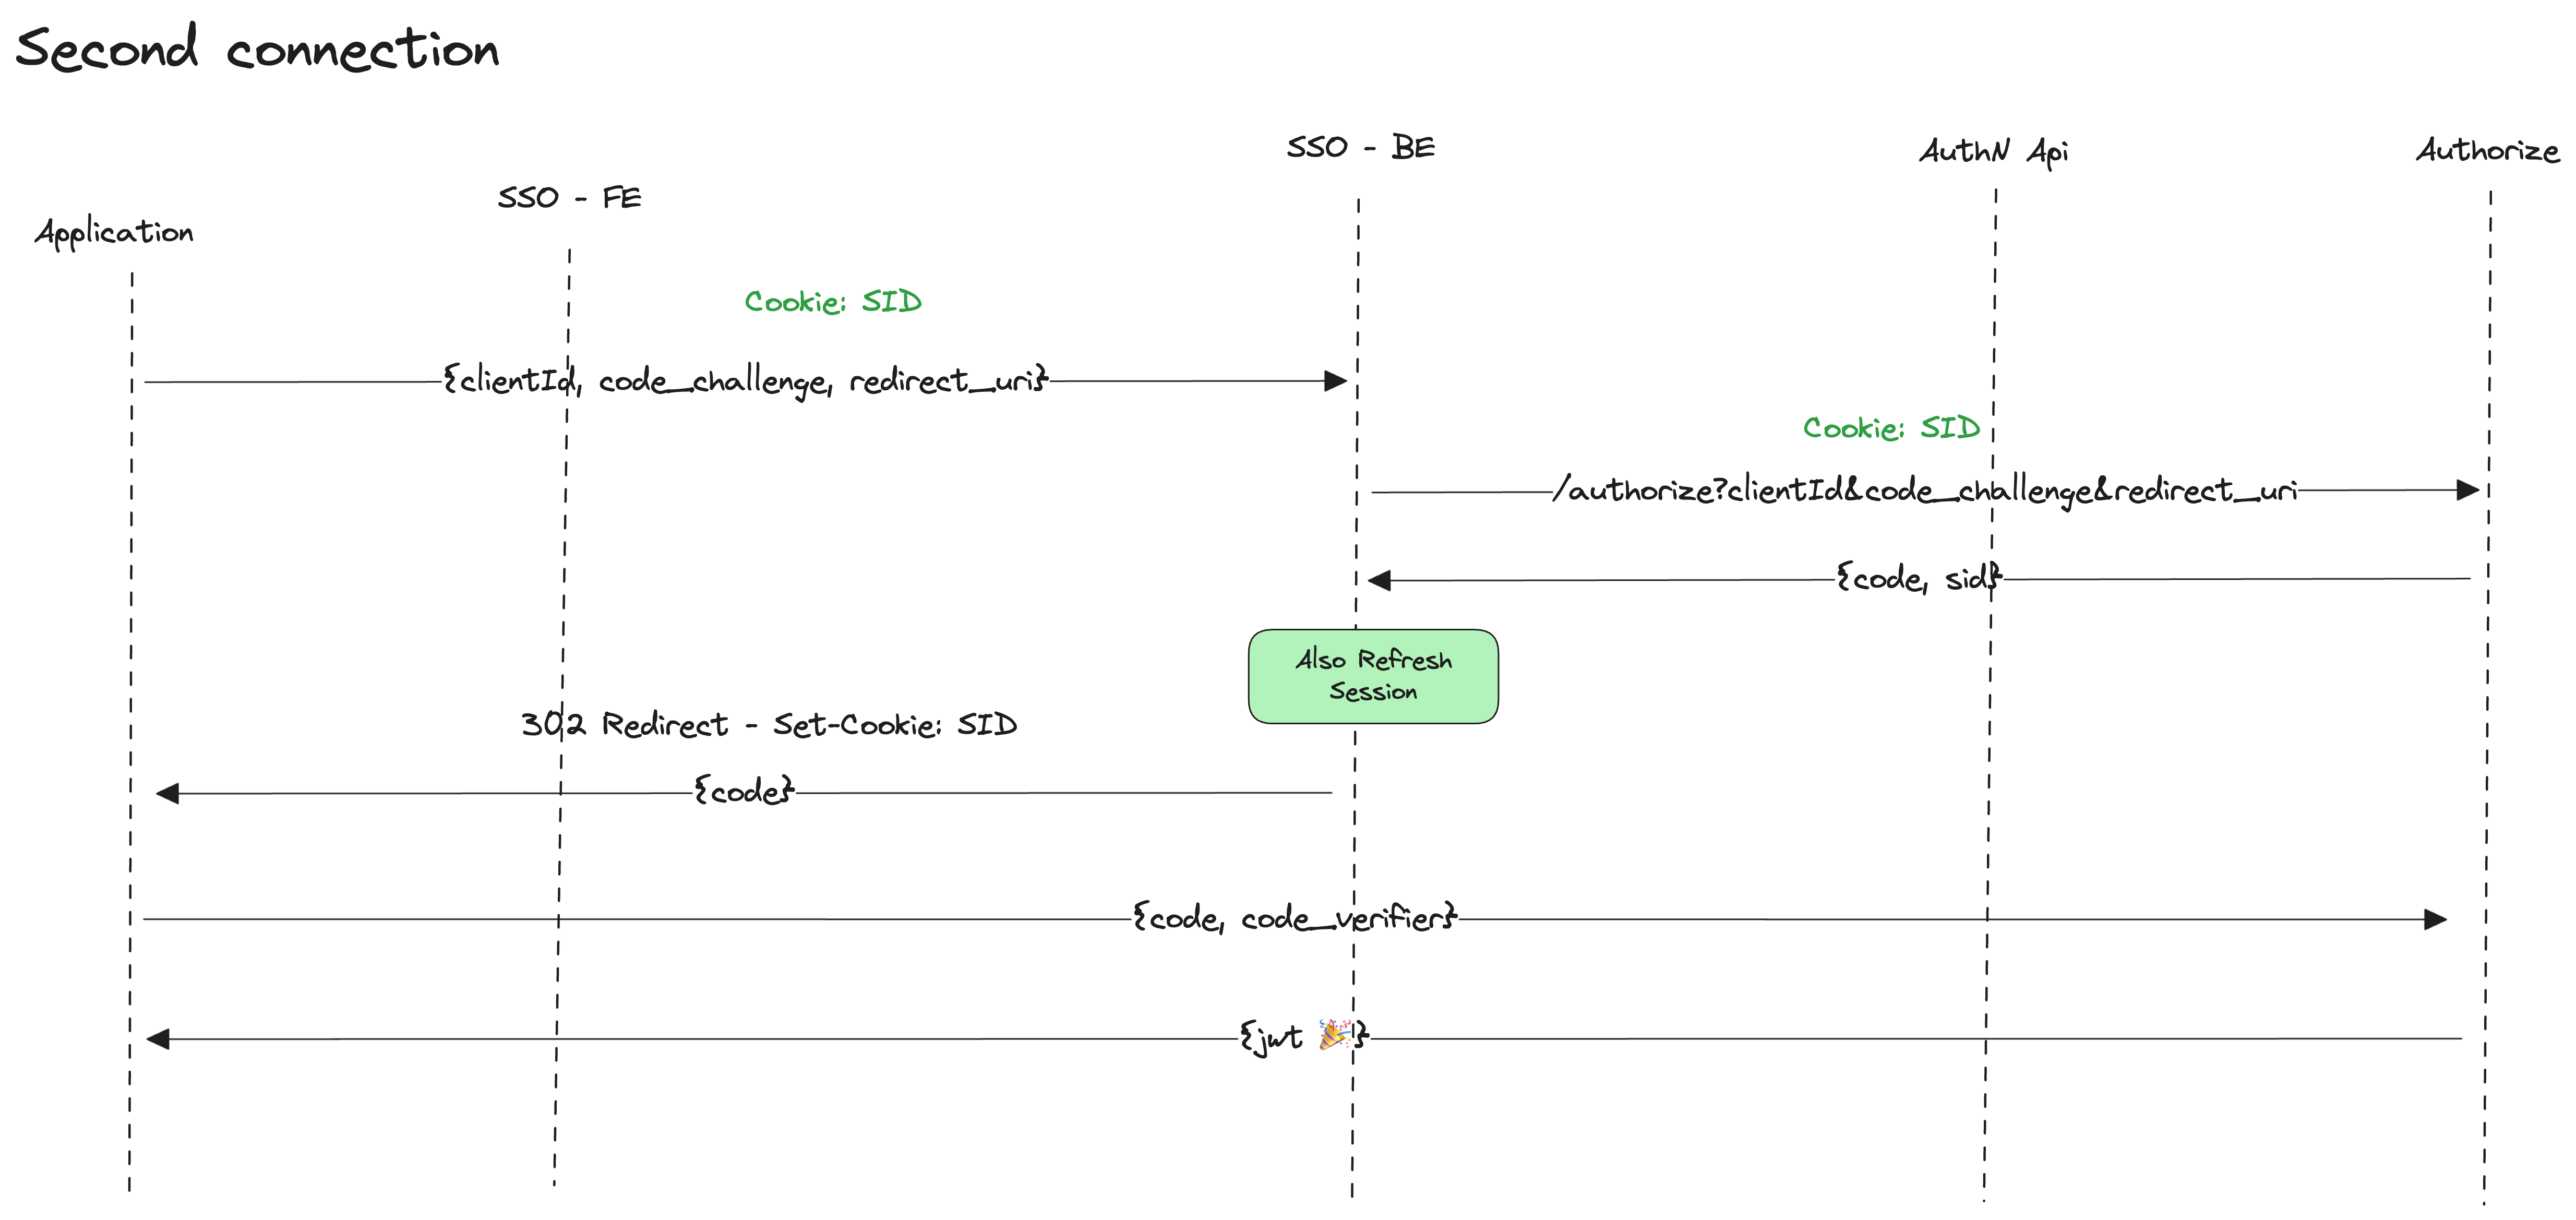 Second connection
SSO - BE
AuthN Api
Authorize
SSO - FE
Application
Cookie: SID
{clientId, code_challenge, redirect_uri}
Cookie: SID
/authorize?clientId&code_challenge&redirect_uri
{code, sid}
Also Refresh
Session
302 Redirect - Set-Cookie: SID
{code}
{code, code_verifier}
{jwt 🎉}